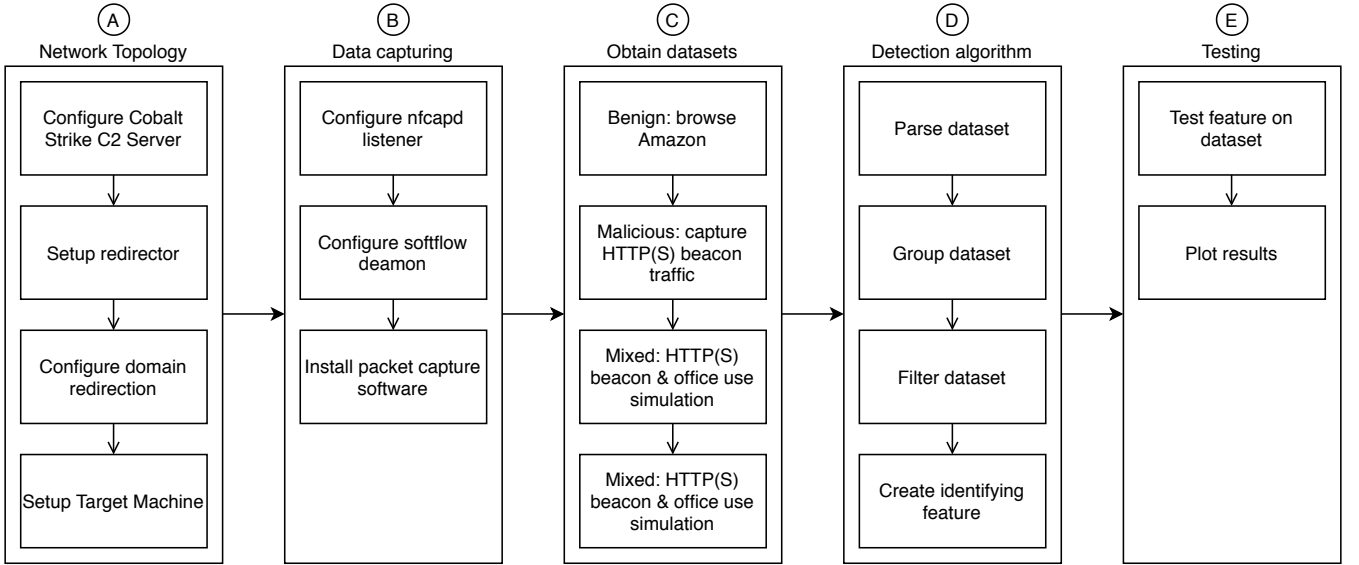 A
Network Topology
Configure Cobalt
Strike C2 Server
Setup redirector
Configure domain
redirection
Setup Target Machine
B
Data capturing
Configure nfcapd
listener
Configure softflow
deamon
Install packet capture
software
C
Obtain datasets
Benign: browse
Amazon
Malicious: capture
HTTP(S) beacon
traffic
Mixed: HTTP(S)
beacon & office use
simulation
Mixed: HTTP(S)
beacon & office use
simulation
D
Detection algorithm
Parse dataset
Group dataset
Filter dataset
Create identifying
feature
E
Testing
Test feature on
dataset
Plot results